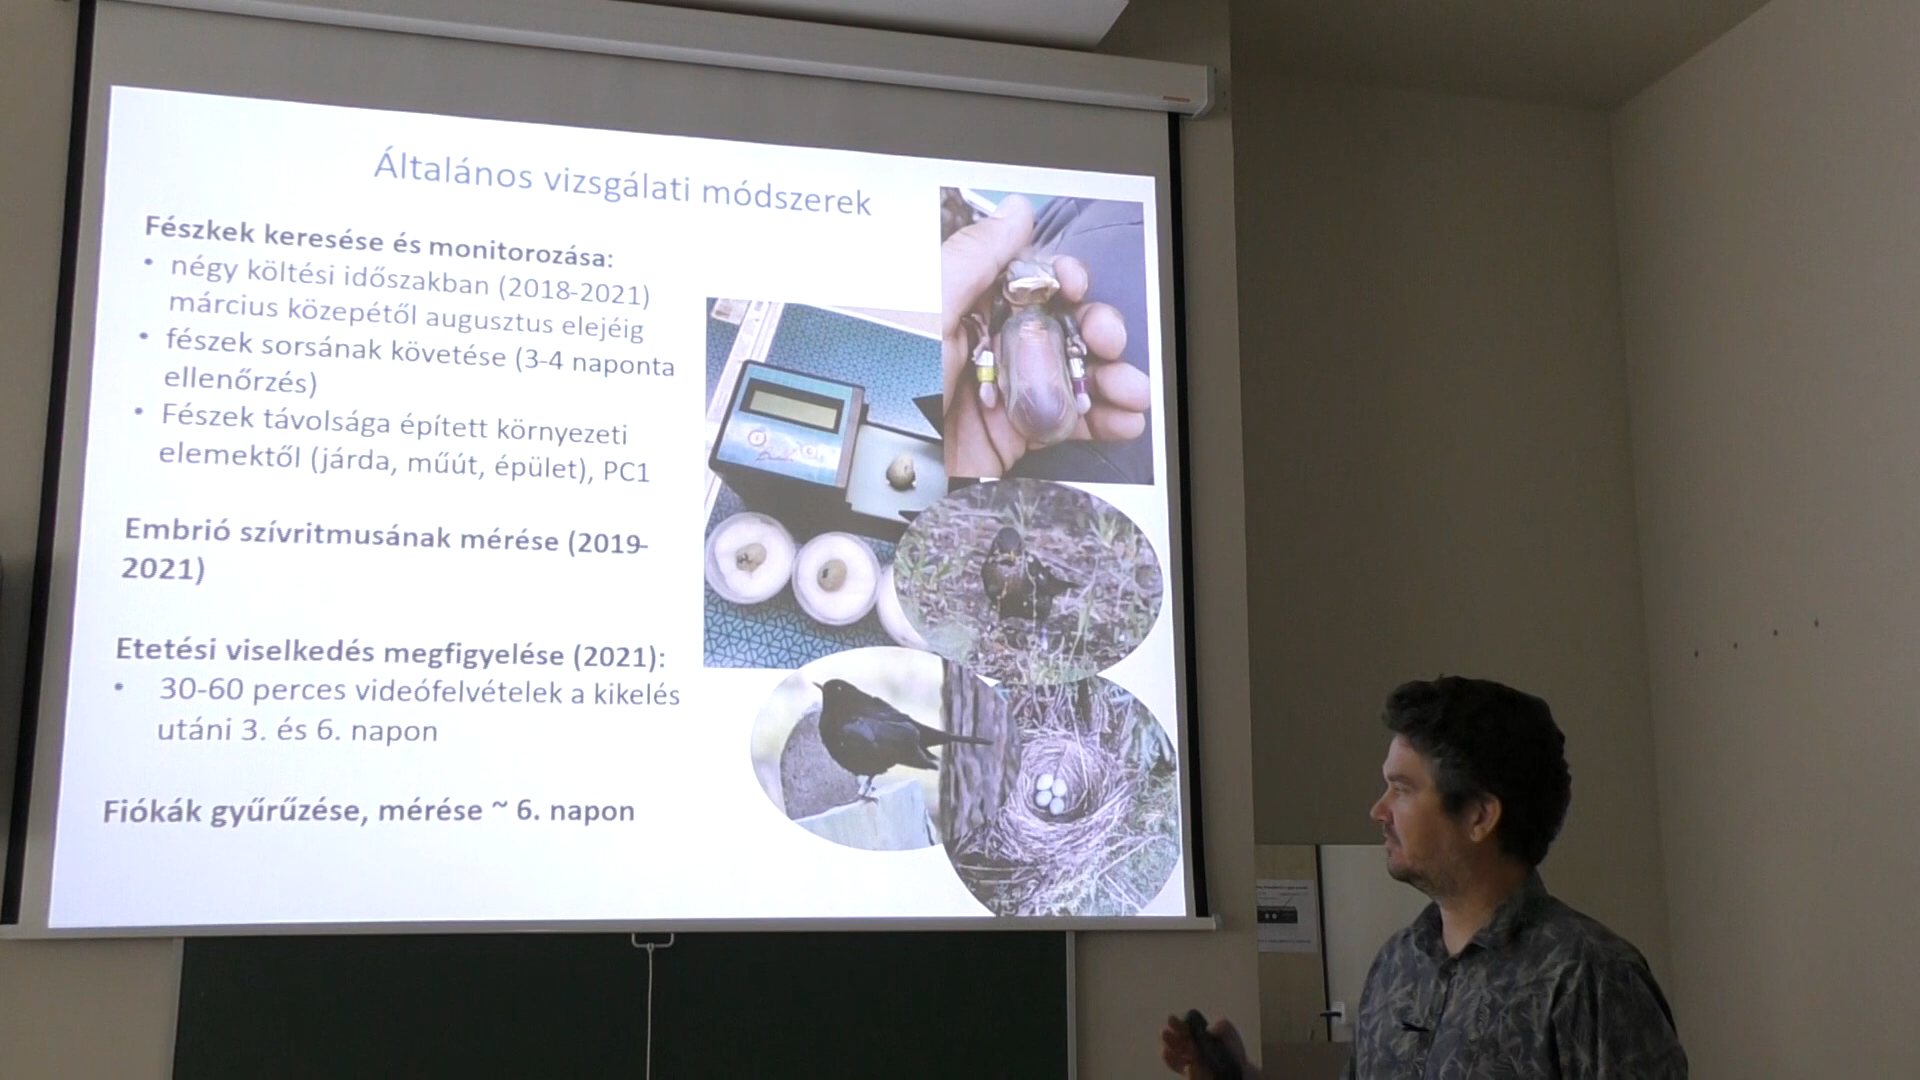 Általános vizsgálati módszerek
Fészkek keresése és monitorozása:
• négy költési időszakban (2018-2021)
március közepétől augusztus elejéig
• fészek sorsának követése (3-4 naponta
ellenőrzés)
• Fészek távolsága épített környezeti
elemektől (járda, műút, épület), PC1
Embrió szívritmusának mérése (2019-
2021)
Etetési viselkedés megfigyelése (2021):
• 30-60 perces videófelvételek a kikelés
utáni 3. és 6. napon
Fiókák gyűrűzése, mérése ~ 6. napon